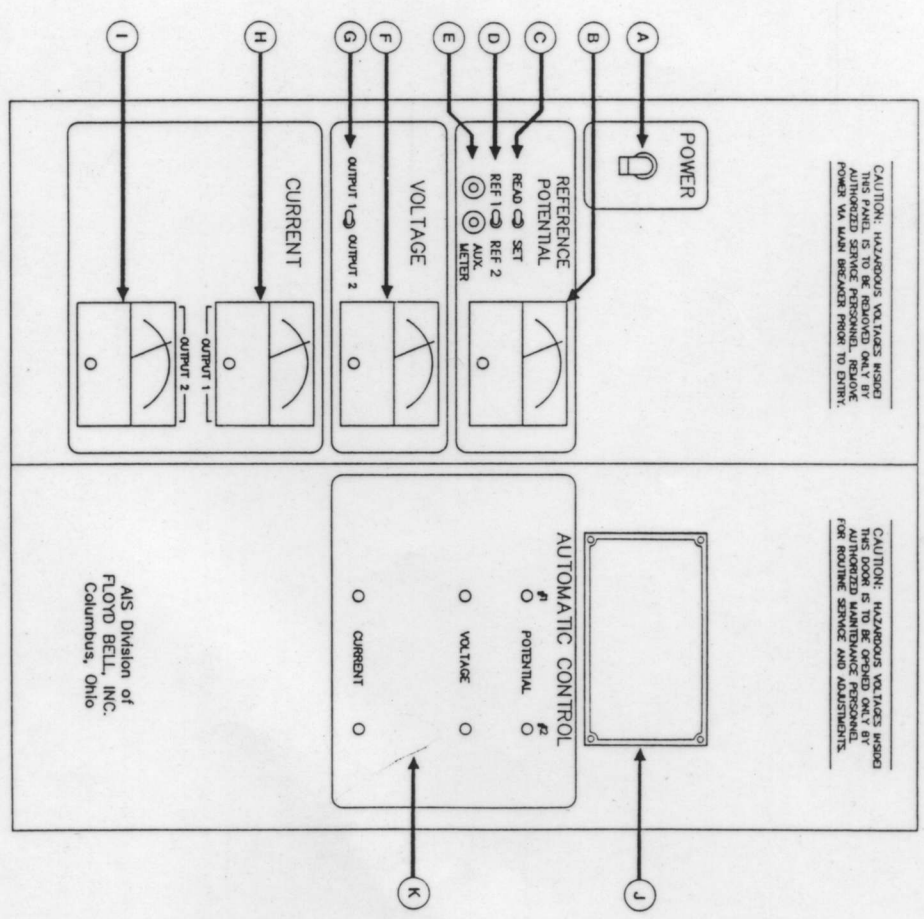 A
B
C
D
E
F
G
H
I
CAUTION: HAZARDOUS VOLTAGES INSIDE!
THIS PANEL IS TO BE REMOVED ONLY BY
AUTHORIZED SERVICE PERSONNEL. REMOVE
POWER VIA MAIN BREAKER PRIOR TO ENTRY.
POWER
REFERENCE
POTENTIAL
READ SET
REF 1 REF 2
AUX.
METER
VOLTAGE
OUTPUT 1 OUTPUT 2
CURRENT
OUTPUT 1
OUTPUT 2
CAUTION: HAZARDOUS VOLTAGES INSIDE!
THIS DOOR IS TO BE OPENED ONLY BY
AUTHORIZED MAINTENANCE PERSONNEL
FOR ROUTINE SERVICE AND ADJUSTMENTS.
AUTOMATIC CONTROL
#1 #2
POTENTIAL
VOLTAGE
CURRENT
AIS Division of
FLOYD BELL, INC.
Columbus, Ohio
J
K